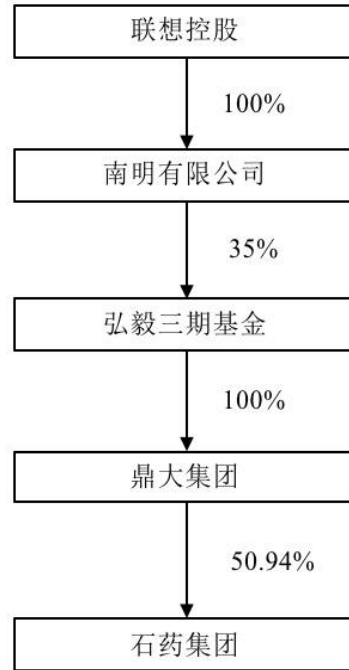 联想控股
100%
南明有限公司
35%
弘毅三期基金
100%
鼎大集团
50.94%
石药集团